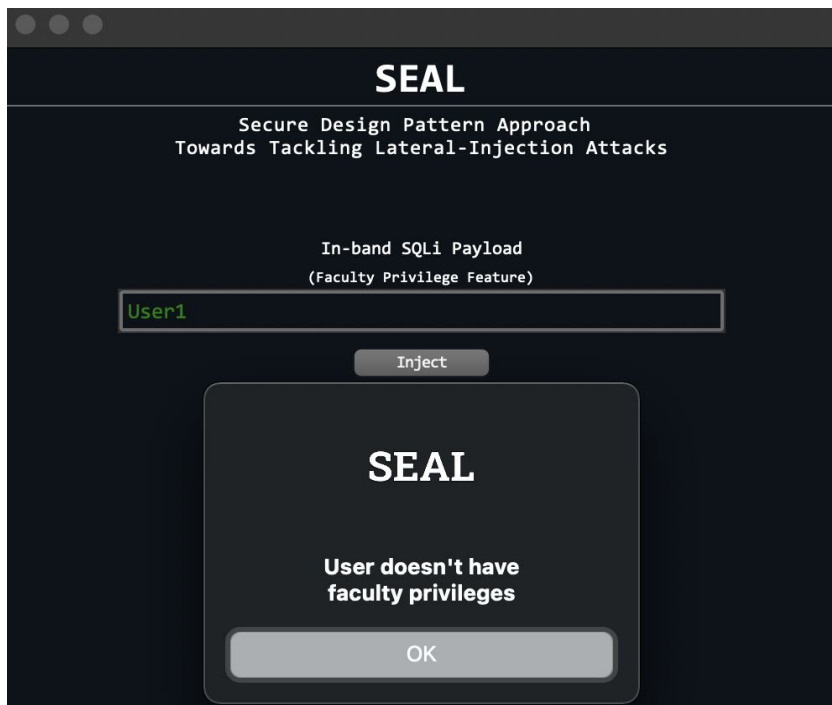 SEAL
Secure Design Pattern Approach
Towards Tackling Lateral-Injection Attacks
In-band SQLi Payload
(Faculty Privilege Feature)
User1
Inject
SEAL
User doesn't have
faculty privileges
OK